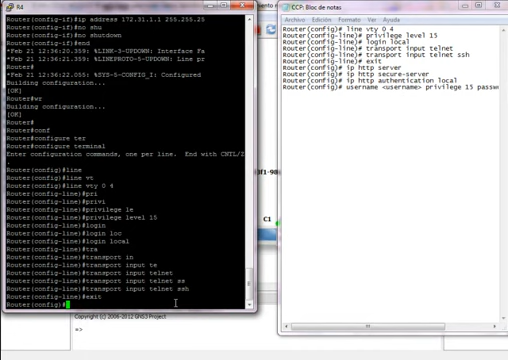 R4
Router(config-if)#ip address 172.31.1.1 255.255.25
Router(config-if)#no shu
Router(config-if)#no shutdown
Router(config-if)#end
*Feb 21 12:36:20.359: %LINK-3-UPDOWN: Interface Fa
*Feb 21 12:36:21.359: %LINEPROTO-5-UPDOWN: Line pr
Router#
*Feb 21 12:36:22.055: %SYS-5-CONFIG_I: Configured
Building configuration...
[OK]
Router#wr
Building configuration...
[OK]
Router#
Router#conf
Router#configure ter
Router#configure terminal
Enter configuration commands, one per line. End with CNTL/Z
.
Router(config)#line
Router(config)#line vt
Router(config)#line vty 0 4
Router(config-line)#pri
Router(config-line)#privi
Router(config-line)#privilege le
Router(config-line)#privilege level 15
Router(config-line)#login
Router(config-line)#login loc
Router(config-line)#login local
Router(config-line)#tra
Router(config-line)#transport in
Router(config-line)#transport input te
Router(config-line)#transport input telnet
Router(config-line)#transport input telnet ss
Router(config-line)#transport input telnet ssh
Router(config-line)#exit
Router(config)#
CCP: Bloc de notas
Archivo Edición Formato Ver Ayuda
Router(config)# line vty 0 4
Router(config-line)# privilege level 15
Router(config-line)# login local
Router(config-line)# transport input telnet
Router(config-line)# transport input telnet ssh
Router(config-line)# exit
Router(config)# ip http server
Router(config)# ip http secure-server
Router(config)# ip http authentication local
Router(config)# username <username> privilege 15 passw
C1
Copyright (c) 2006-2012 GNS3 Project
=>